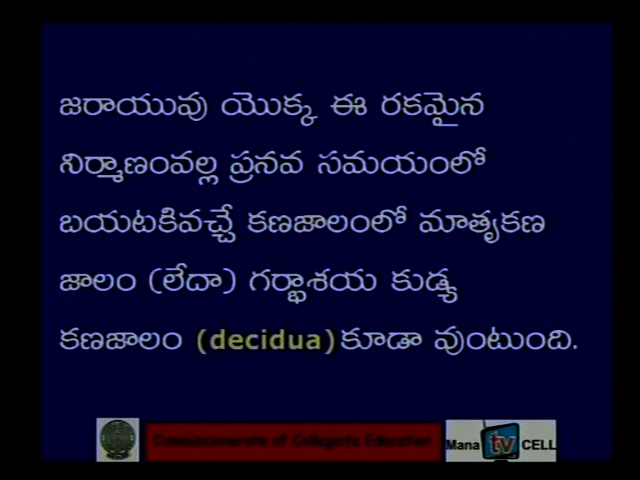 జరాయువు యొక్క ఈ రకమైన
నిర్మాణంవల్ల ప్రనవ సమయంలో
బయటకివచ్చే కణజాలంలో మాతృకణ
జాలం (లేదా) గర్భాశయ కుడ్య
కణజాలం (decidua) కూడా వుంటుంది.
Commissionerate of Collegiate Education
Mana tv CELL